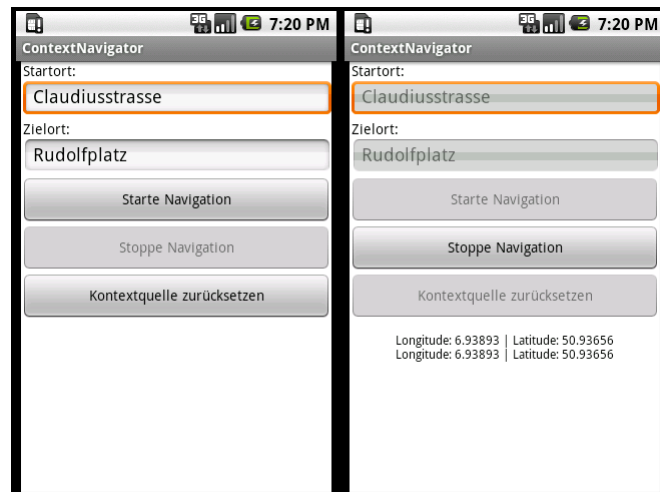 3G 7:20 PM
ContextNavigator
Startort:
Claudiusstrasse
Zielort:
Rudolfplatz
Starte Navigation
Stoppe Navigation
Kontextquelle zurücksetzen
3G 7:20 PM
ContextNavigator
Startort:
Claudiusstrasse
Zielort:
Rudolfplatz
Starte Navigation
Stoppe Navigation
Kontextquelle zurücksetzen
Longitude: 6.93893 | Latitude: 50.93656
Longitude: 6.93893 | Latitude: 50.93656